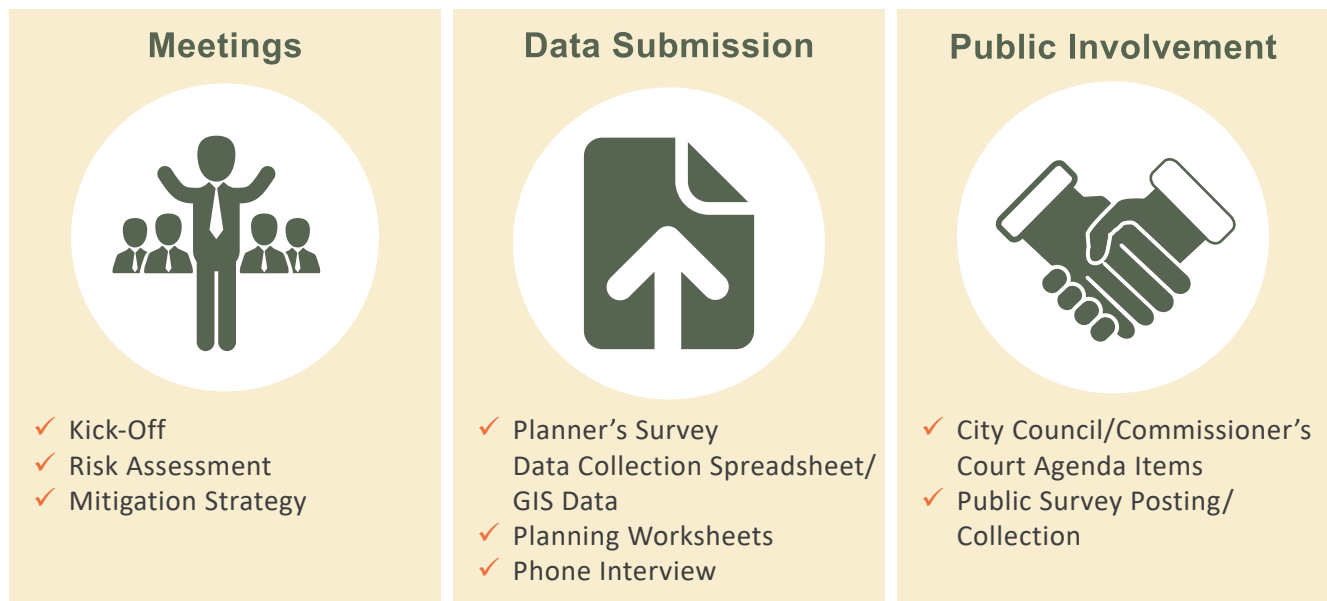 Meetings
✓ Kick-Off
✓ Risk Assessment
✓ Mitigation Strategy
Data Submission
✓ Planner’s Survey
Data Collection Spreadsheet/
GIS Data
✓ Planning Worksheets
✓ Phone Interview
Public Involvement
✓ City Council/Commissioner’s
Court Agenda Items
✓ Public Survey Posting/
Collection